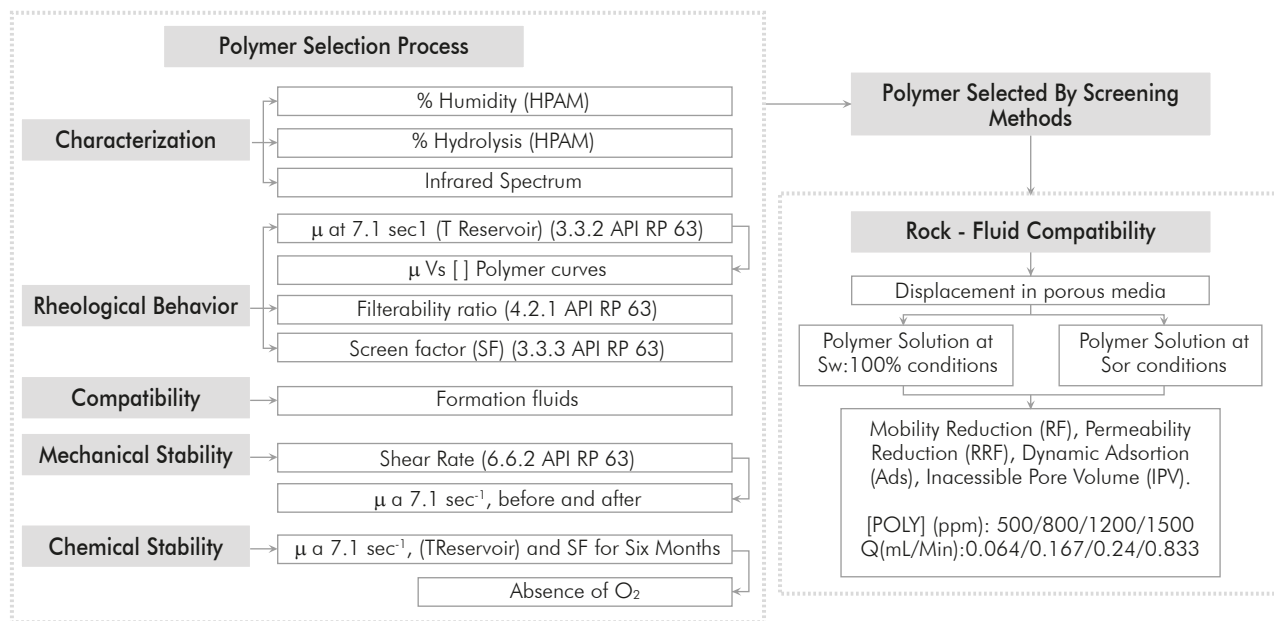 Polymer Selection Process
Characterization
% Humidity (HPAM)
% Hydrolysis (HPAM)
Infrared Spectrum
Rheological Behavior
μ at 7.1 sec1 (T Reservoir) (3.3.2 API RP 63)
μ Vs [ ] Polymer curves
Filterability ratio (4.2.1 API RP 63)
Screen factor (SF) (3.3.3 API RP 63)
Compatibility
Formation fluids
Mechanical Stability
Shear Rate (6.6.2 API RP 63)
μ a 7.1 sec⁻¹, before and after
Chemical Stability
μ a 7.1 sec⁻¹, (TReservoir) and SF for Six Months
Absence of O₂
Polymer Selected By Screening
Methods
Rock - Fluid Compatibility
Displacement in porous media
Polymer Solution at
Sw:100% conditions
Polymer Solution at
Sor conditions
Mobility Reduction (RF), Permeability
Reduction (RRF), Dynamic Adsortion
(Ads), Inacessible Pore Volume (IPV).
[POLY] (ppm): 500/800/1200/1500
Q(mL/Min):0.064/0.167/0.24/0.833